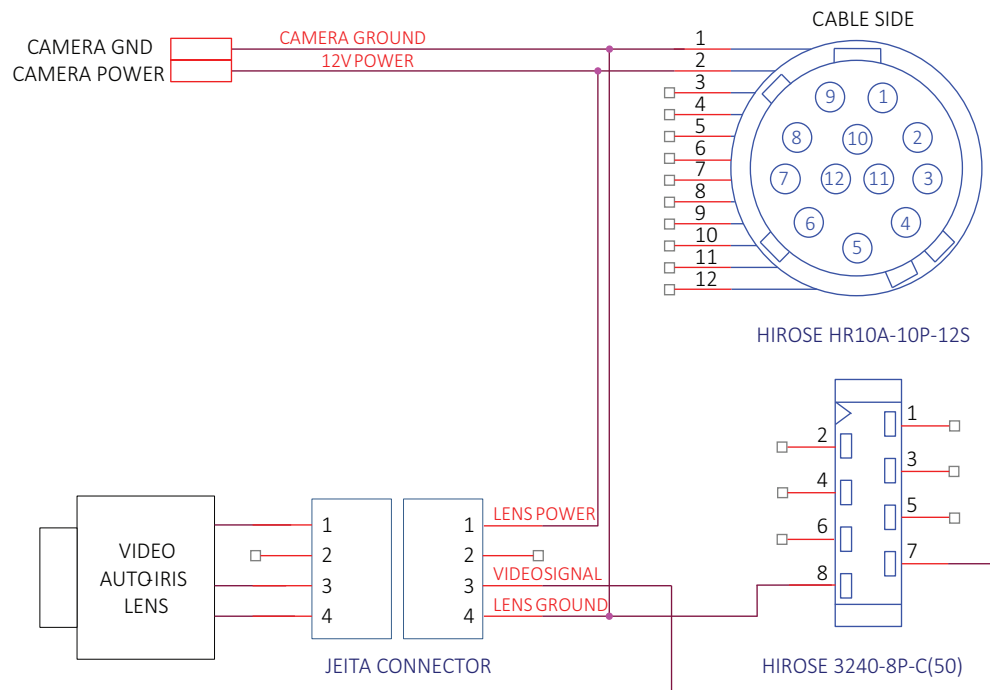 CABLE SIDE
CAMERA GND
CAMERA GROUND
1
CAMERA POWER
12V POWER
2
3
4
5
6
7
8
9
10
11
12
9
1
8
10
2
7
12
11
3
6
4
5
HIROSE HR10A-10P-12S
1
2
3
4
5
6
7
8
HIROSE 3240-8P-C(50)
VIDEO
AUTO-IRIS
LENS
1
2
3
4
1
2
3
4
LENS POWER
VIDEO SIGNAL
LENS GROUND
JEITA CONNECTOR